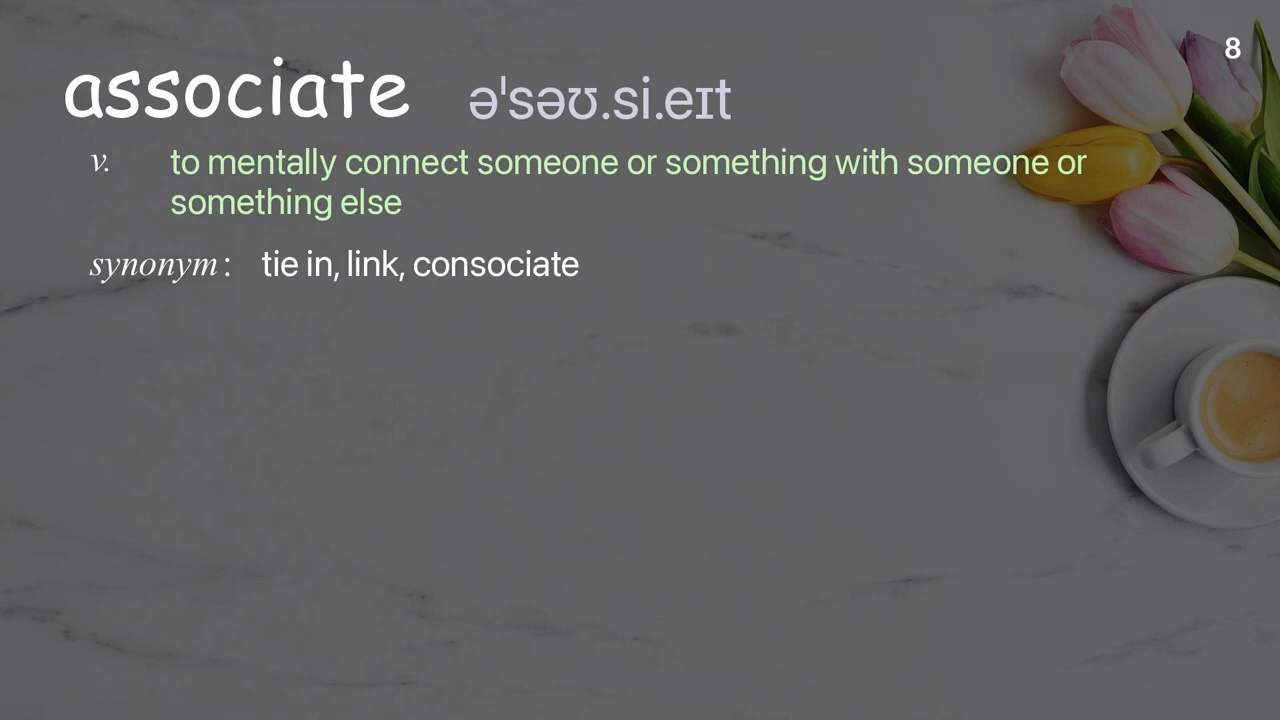 8
associate əˈsəʊ.si.eɪt
v. to mentally connect someone or something with someone or
something else
synonym : tie in, link, consociate